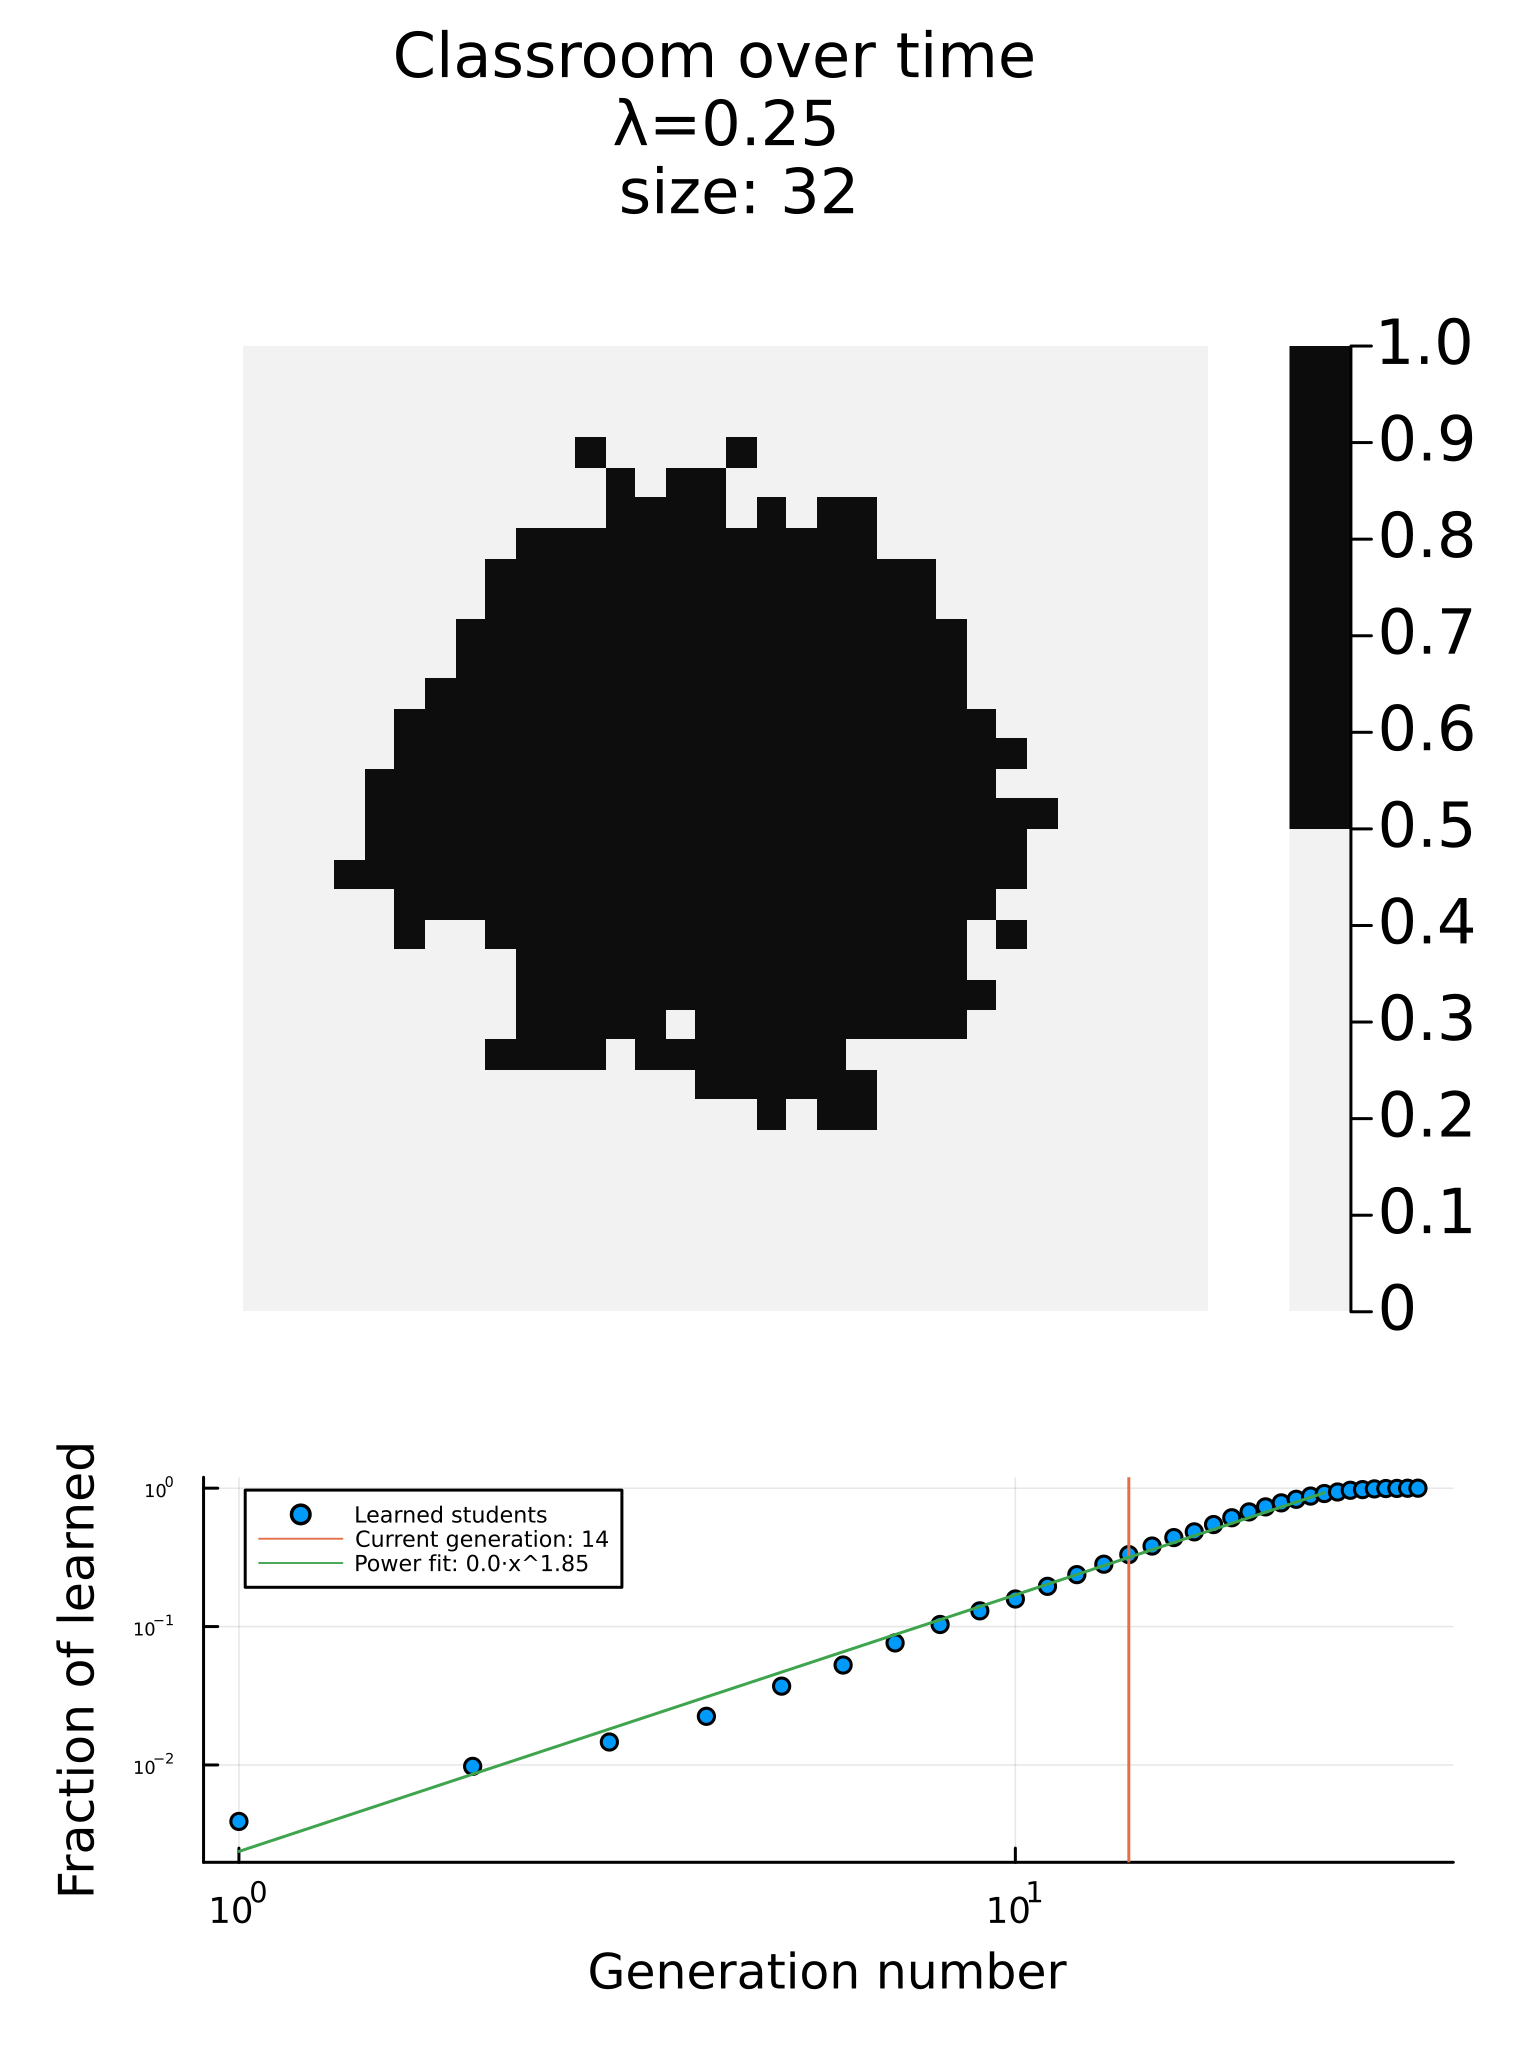 Classroom over time
λ=0.25
size: 32
1.0
0.9
0.8
0.7
0.6
0.5
0.4
0.3
0.2
0.1
0
Fraction of learned
10^0
10^−1
10^−2
Learned students
Current generation: 14
Power fit: 0.0·x^1.85
10^0
10^1
Generation number